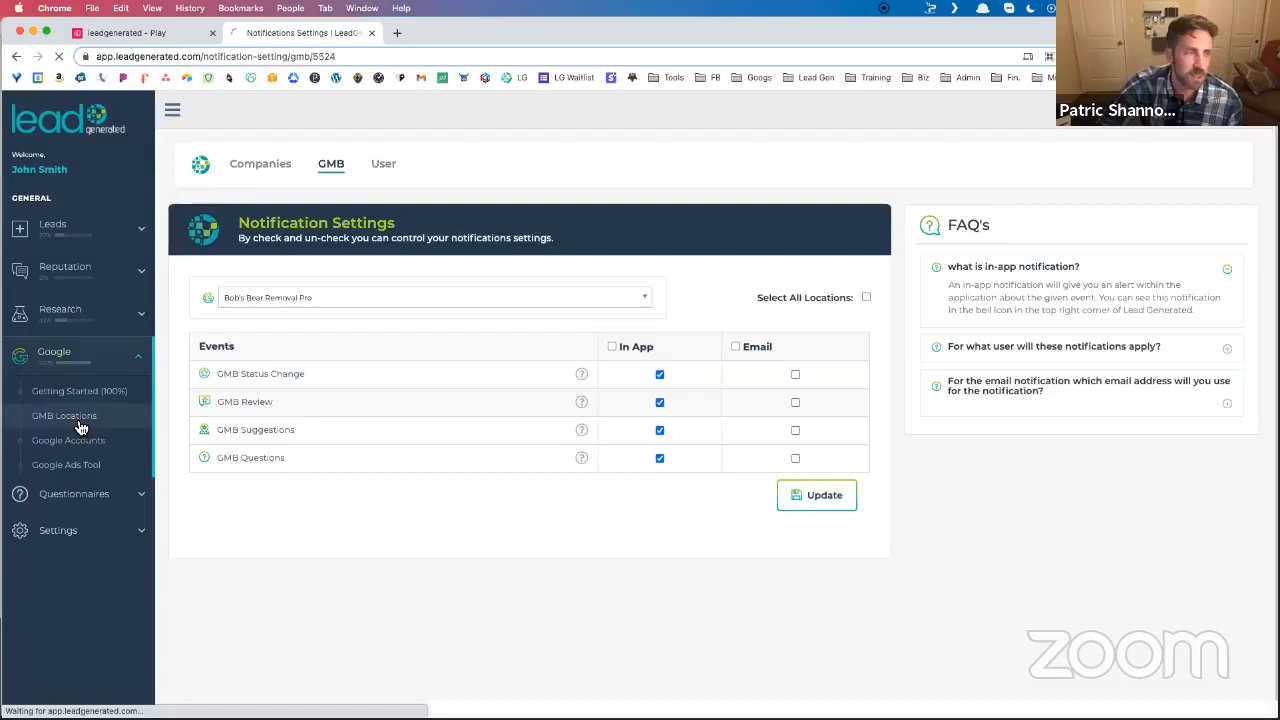 Chrome File Edit View History Bookmarks People Tab Window Help
leadgenerated - Play
Notifications Settings | LeadG
app.leadgenerated.com/notification-setting/gmb/5524
LG
LG Waitlist
Tools
FB
Googs
Lead Gen
Training
Biz
Admin
Fin.
Patric Shanno...
lead
generated
Welcome,
John Smith
GENERAL
Leads
Reputation
0%
Research
Google
100%
Getting Started (100%)
GMB Locations
Google Accounts
Google Ads Tool
Questionnaires
Settings
Companies
GMB
User
Notification Settings
By check and un-check you can control your notifications settings.
Bob's Bear Removal Pro
Select All Locations:
Events
In App
Email
GMB Status Change
GMB Review
GMB Suggestions
GMB Questions
Update
FAQ's
what is in-app notification?
An in-app notification will give you an alert within the
application about the given event. You can see this notification
in the bell icon in the top right corner of Lead Generated.
For what user will these notifications apply?
For the email notification which email address will you use
for the notification?
zoom
Waiting for app.leadgenerated.com...